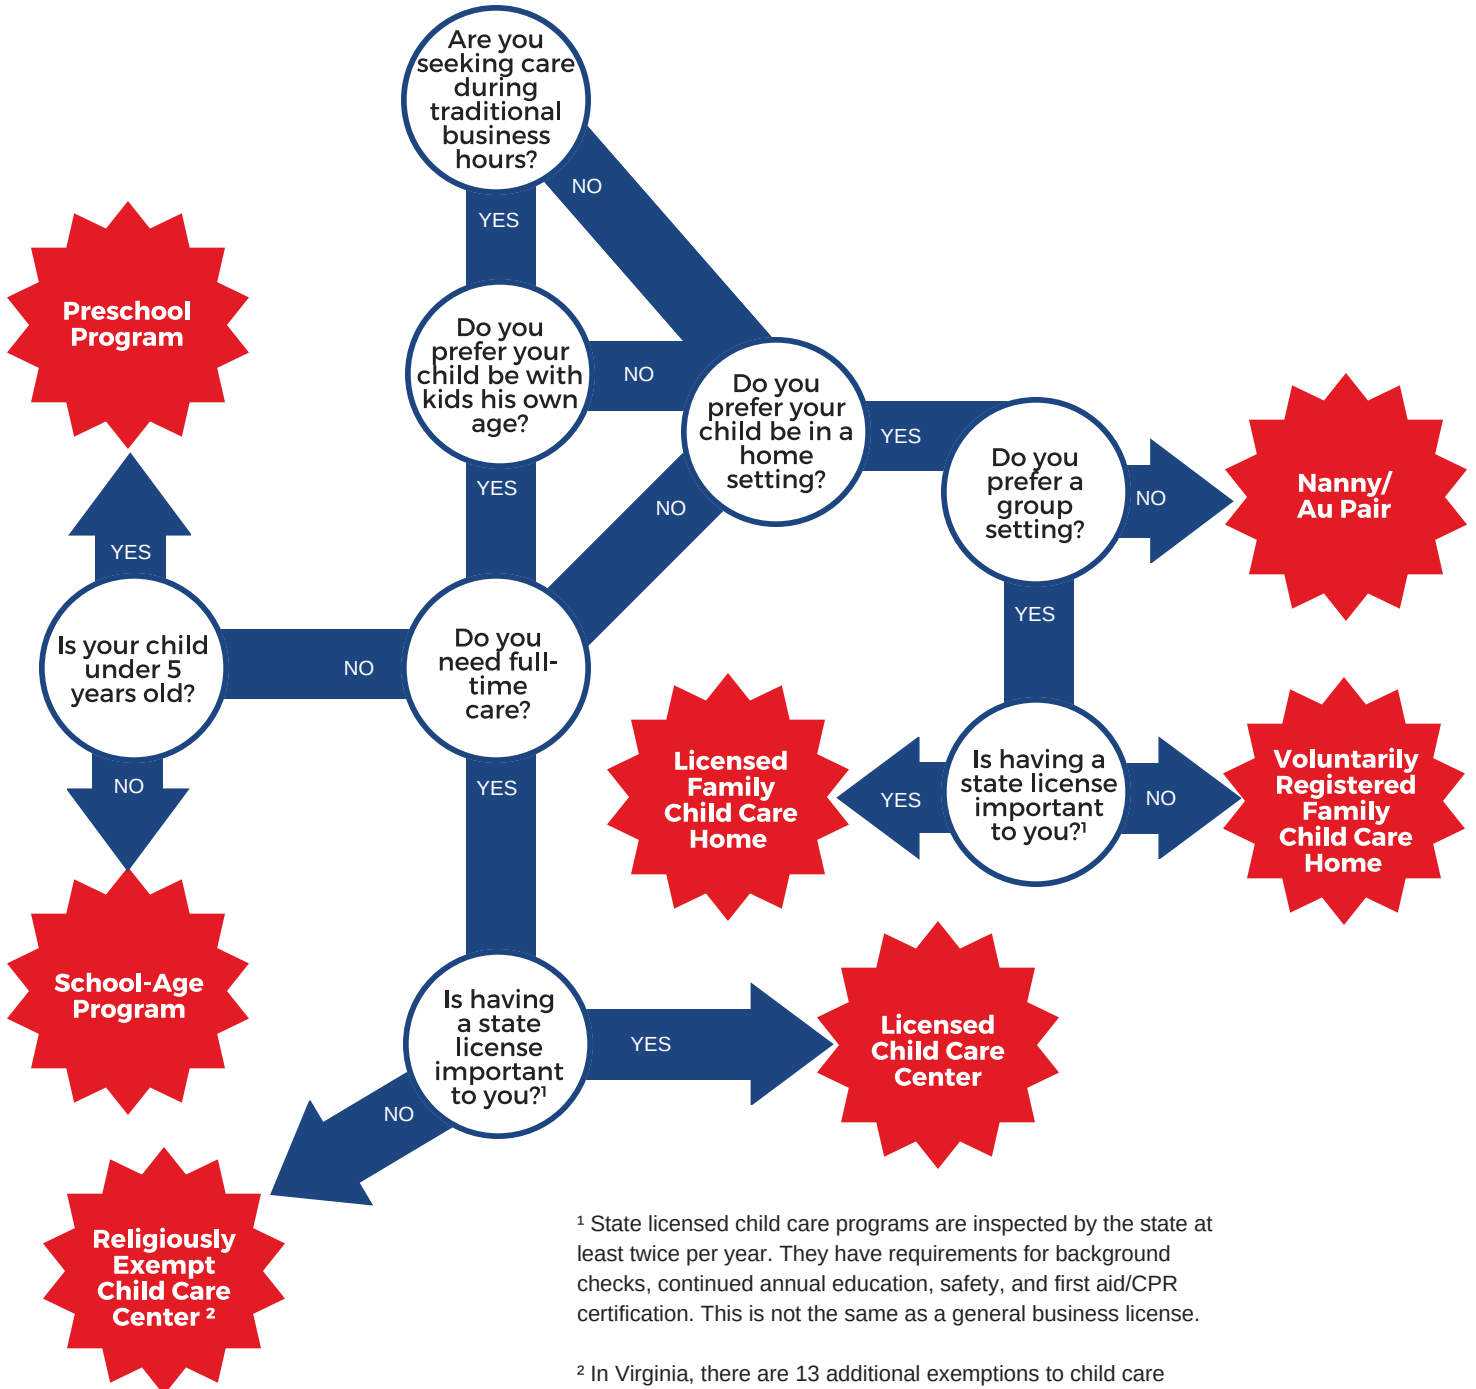 Are you
seeking care
during
traditional
business
hours?
NO
YES
Preschool
Program
Do you
prefer your
child be with
kids his own
age?
NO
Do you
prefer your
child be in a
home
setting?
YES
Do you
prefer a
group
setting?
NO
Nanny/
Au Pair
YES
NO
YES
YES
Is your child
under 5
years old?
NO
Do you
need full-
time
care?
NO
YES
Licensed
Family
Child Care
Home
YES
Is having a
state license
important
to you?¹
NO
Voluntarily
Registered
Family
Child Care
Home
School-Age
Program
Is having
a state
license
important
to you?¹
YES
Licensed
Child Care
Center
NO
Religiously
Exempt
Child Care
Center ²
¹ State licensed child care programs are inspected by the state at
least twice per year. They have requirements for background
checks, continued annual education, safety, and first aid/CPR
certification. This is not the same as a general business license.
² In Virginia, there are 13 additional exemptions to child care